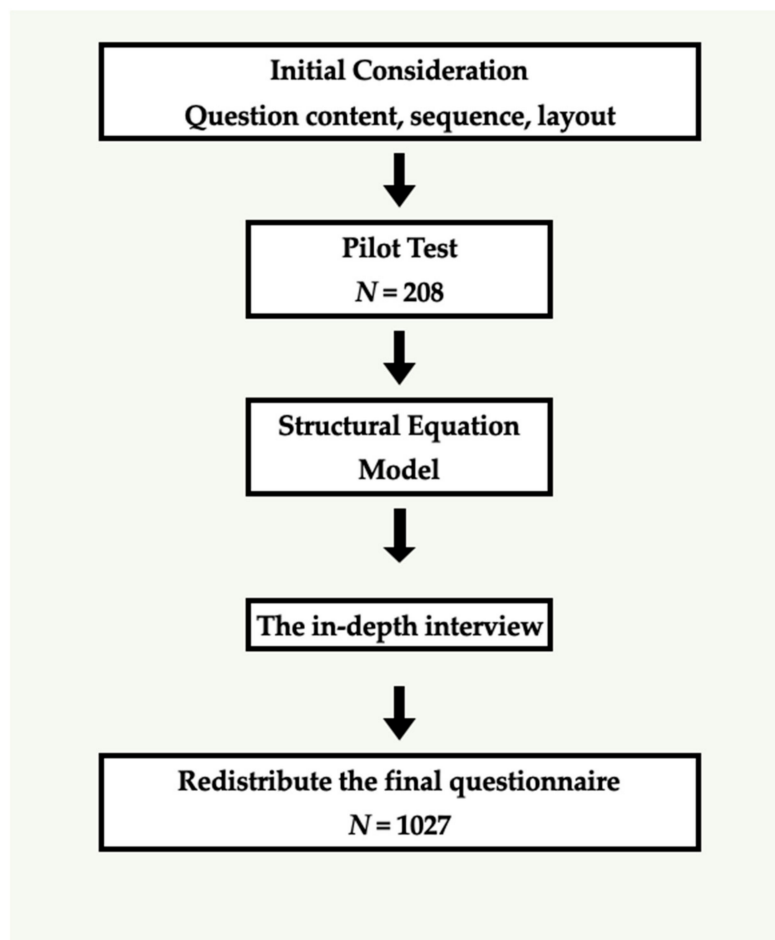 Initial Consideration
Question content, sequence, layout
Pilot Test
N = 208
Structural Equation
Model
The in-depth interview
Redistribute the final questionnaire
N = 1027